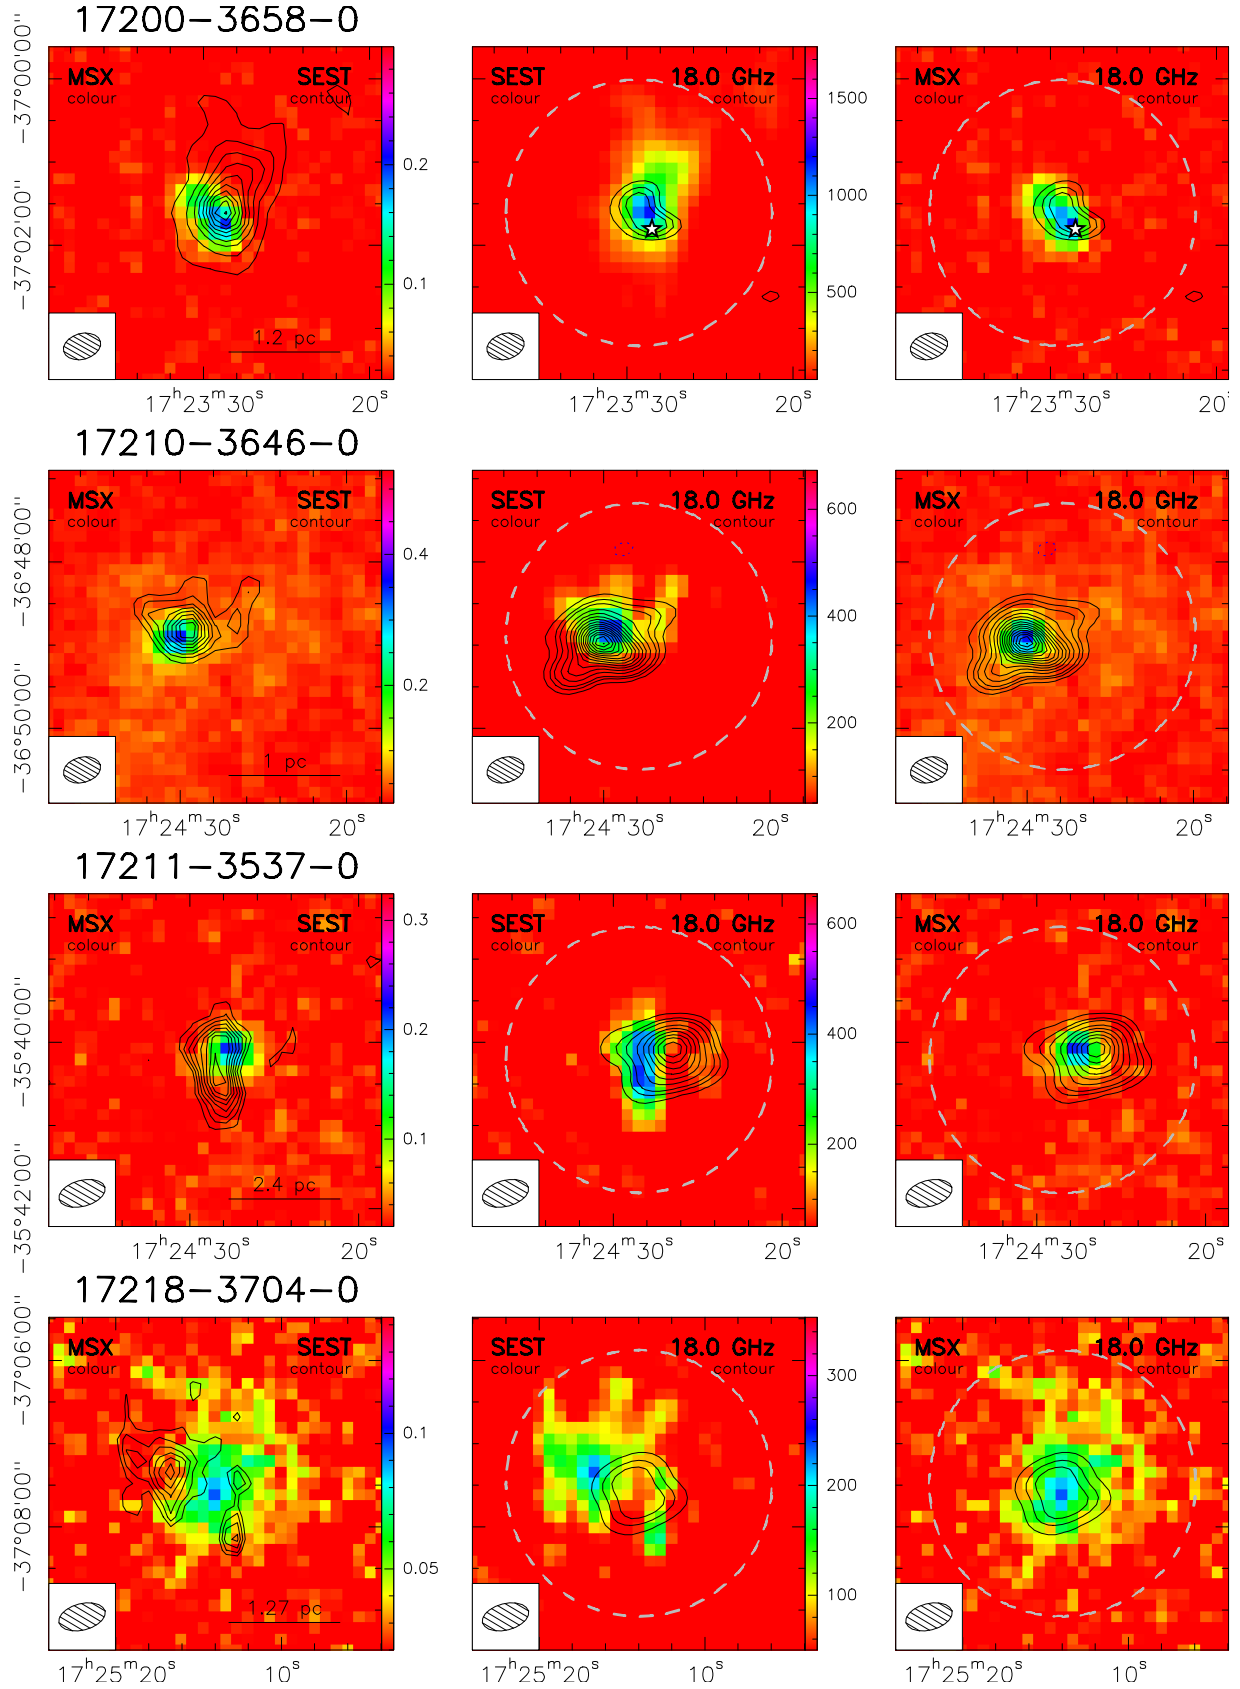 17200−3658−0
MSX SEST
colour contour
SEST 18.0 GHz
colour contour
MSX 18.0 GHz
colour contour
−37°00'00"
−37°02'00"
0.2
0.1
1500
1000
500
1.2 pc
17ʰ23ᵐ30ˢ 20ˢ
17ʰ23ᵐ30ˢ 20ˢ
17ʰ23ᵐ30ˢ 20ˢ
17210−3646−0
MSX SEST
colour contour
SEST 18.0 GHz
colour contour
MSX 18.0 GHz
colour contour
−36°48'00"
−36°50'00"
0.4
0.2
600
400
200
1 pc
17ʰ24ᵐ30ˢ 20ˢ
17ʰ24ᵐ30ˢ 20ˢ
17ʰ24ᵐ30ˢ 20ˢ
17211−3537−0
MSX SEST
colour contour
SEST 18.0 GHz
colour contour
MSX 18.0 GHz
colour contour
−35°40'00"
−35°42'00"
0.3
0.2
0.1
600
400
200
2.4 pc
17ʰ24ᵐ30ˢ 20ˢ
17ʰ24ᵐ30ˢ 20ˢ
17ʰ24ᵐ30ˢ 20ˢ
17218−3704−0
MSX SEST
colour contour
SEST 18.0 GHz
colour contour
MSX 18.0 GHz
colour contour
−37°06'00"
−37°08'00"
0.1
0.05
300
200
100
1.27 pc
17ʰ25ᵐ20ˢ 10ˢ
17ʰ25ᵐ20ˢ 10ˢ
17ʰ25ᵐ20ˢ 10ˢ